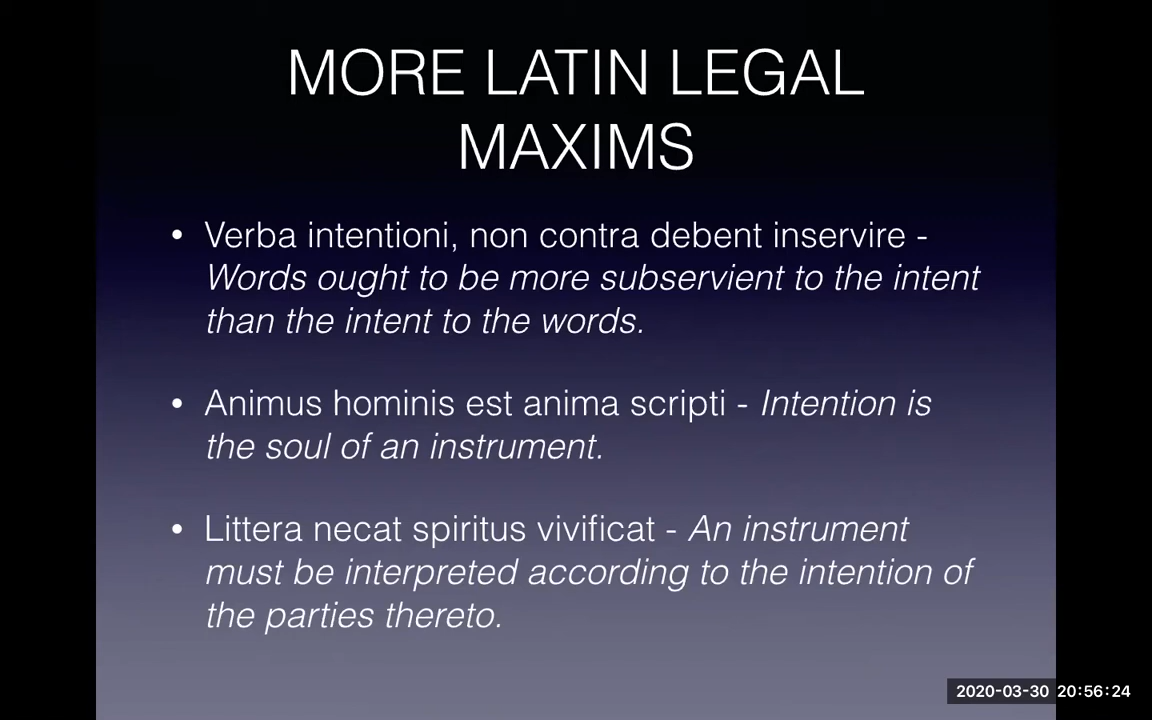 MORE LATIN LEGAL
MAXIMS
• Verba intentioni, non contra debent inservire -
Words ought to be more subservient to the intent
than the intent to the words.
• Animus hominis est anima scripti - Intention is
the soul of an instrument.
• Littera necat spiritus vivificat - An instrument
must be interpreted according to the intention of
the parties thereto.
2020-03-30 20:56:24